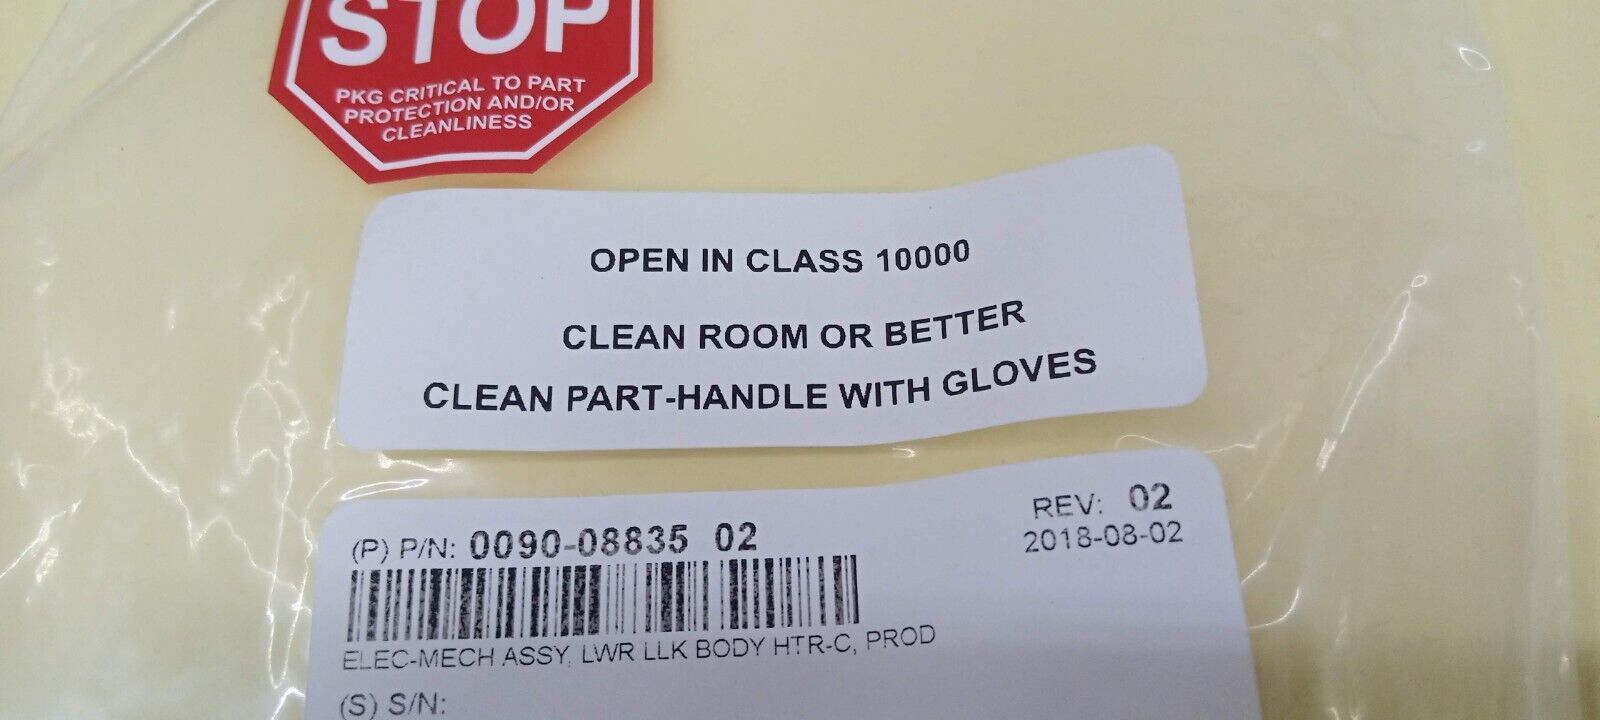 STOP
PKG CRITICAL TO PART
PROTECTION AND/OR
CLEANLINESS
OPEN IN CLASS 10000
CLEAN ROOM OR BETTER
CLEAN PART-HANDLE WITH GLOVES
(P) P/N: 0090-08835 02
REV: 02
2018-08-02
ELEC-MECH ASSY, LWR LLK BODY HTR-C, PROD
(S) S/N: